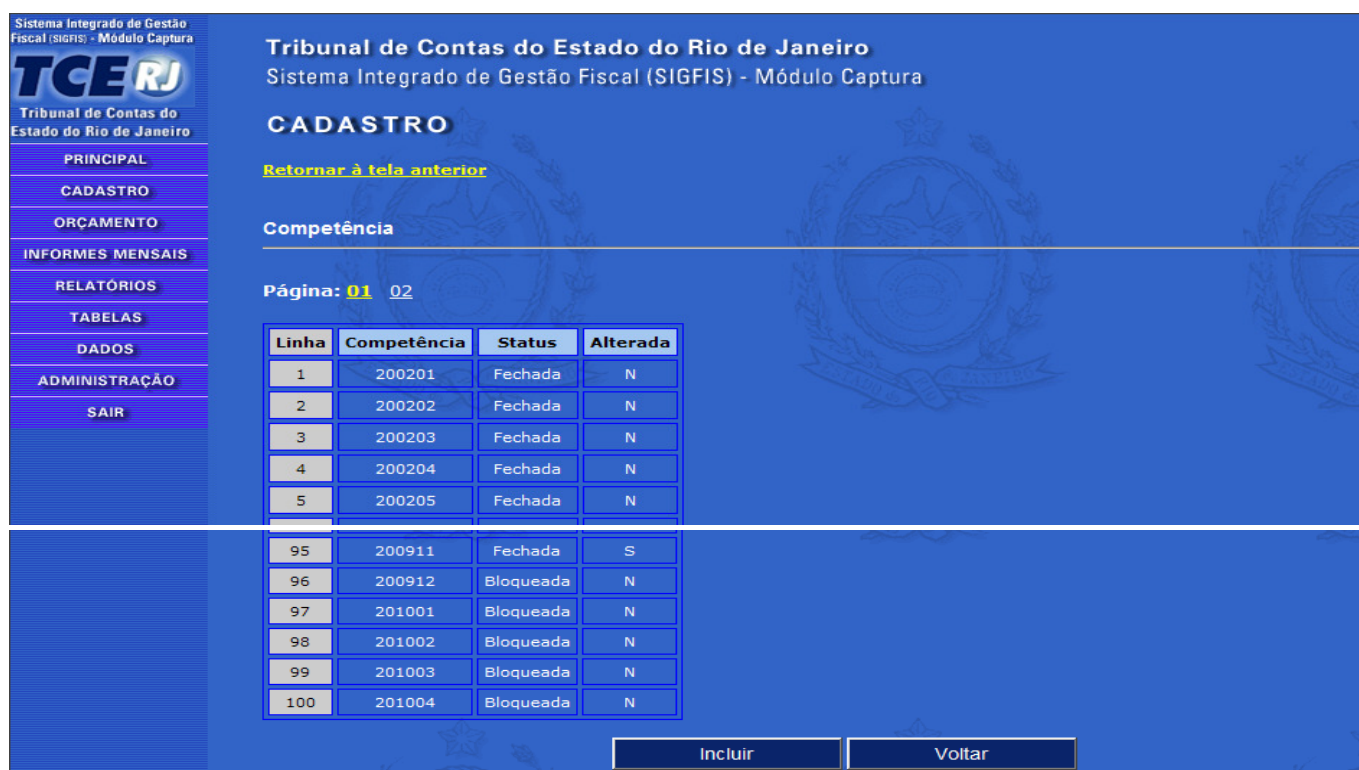 Sistema Integrado de Gestão
Fiscal (SIGFIS) - Módulo Captura
TCE RJ
Tribunal de Contas do
Estado do Rio de Janeiro
PRINCIPAL
CADASTRO
ORÇAMENTO
INFORMES MENSAIS
RELATÓRIOS
TABELAS
DADOS
ADMINISTRAÇÃO
SAIR
Tribunal de Contas do Estado do Rio de Janeiro
Sistema Integrado de Gestão Fiscal (SIGFIS) - Módulo Captura
CADASTRO
Retornar à tela anterior
Competência
Página: 01 02
Linha Competência Status Alterada
1 200201 Fechada N
2 200202 Fechada N
3 200203 Fechada N
4 200204 Fechada N
5 200205 Fechada N
95 200911 Fechada S
96 200912 Bloqueada N
97 201001 Bloqueada N
98 201002 Bloqueada N
99 201003 Bloqueada N
100 201004 Bloqueada N
Incluir Voltar